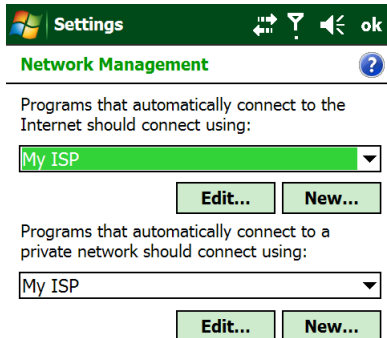 Settings
ok
Network Management
?
Programs that automatically connect to the
Internet should connect using:
My ISP
Edit... New...
Programs that automatically connect to a
private network should connect using:
My ISP
Edit... New...